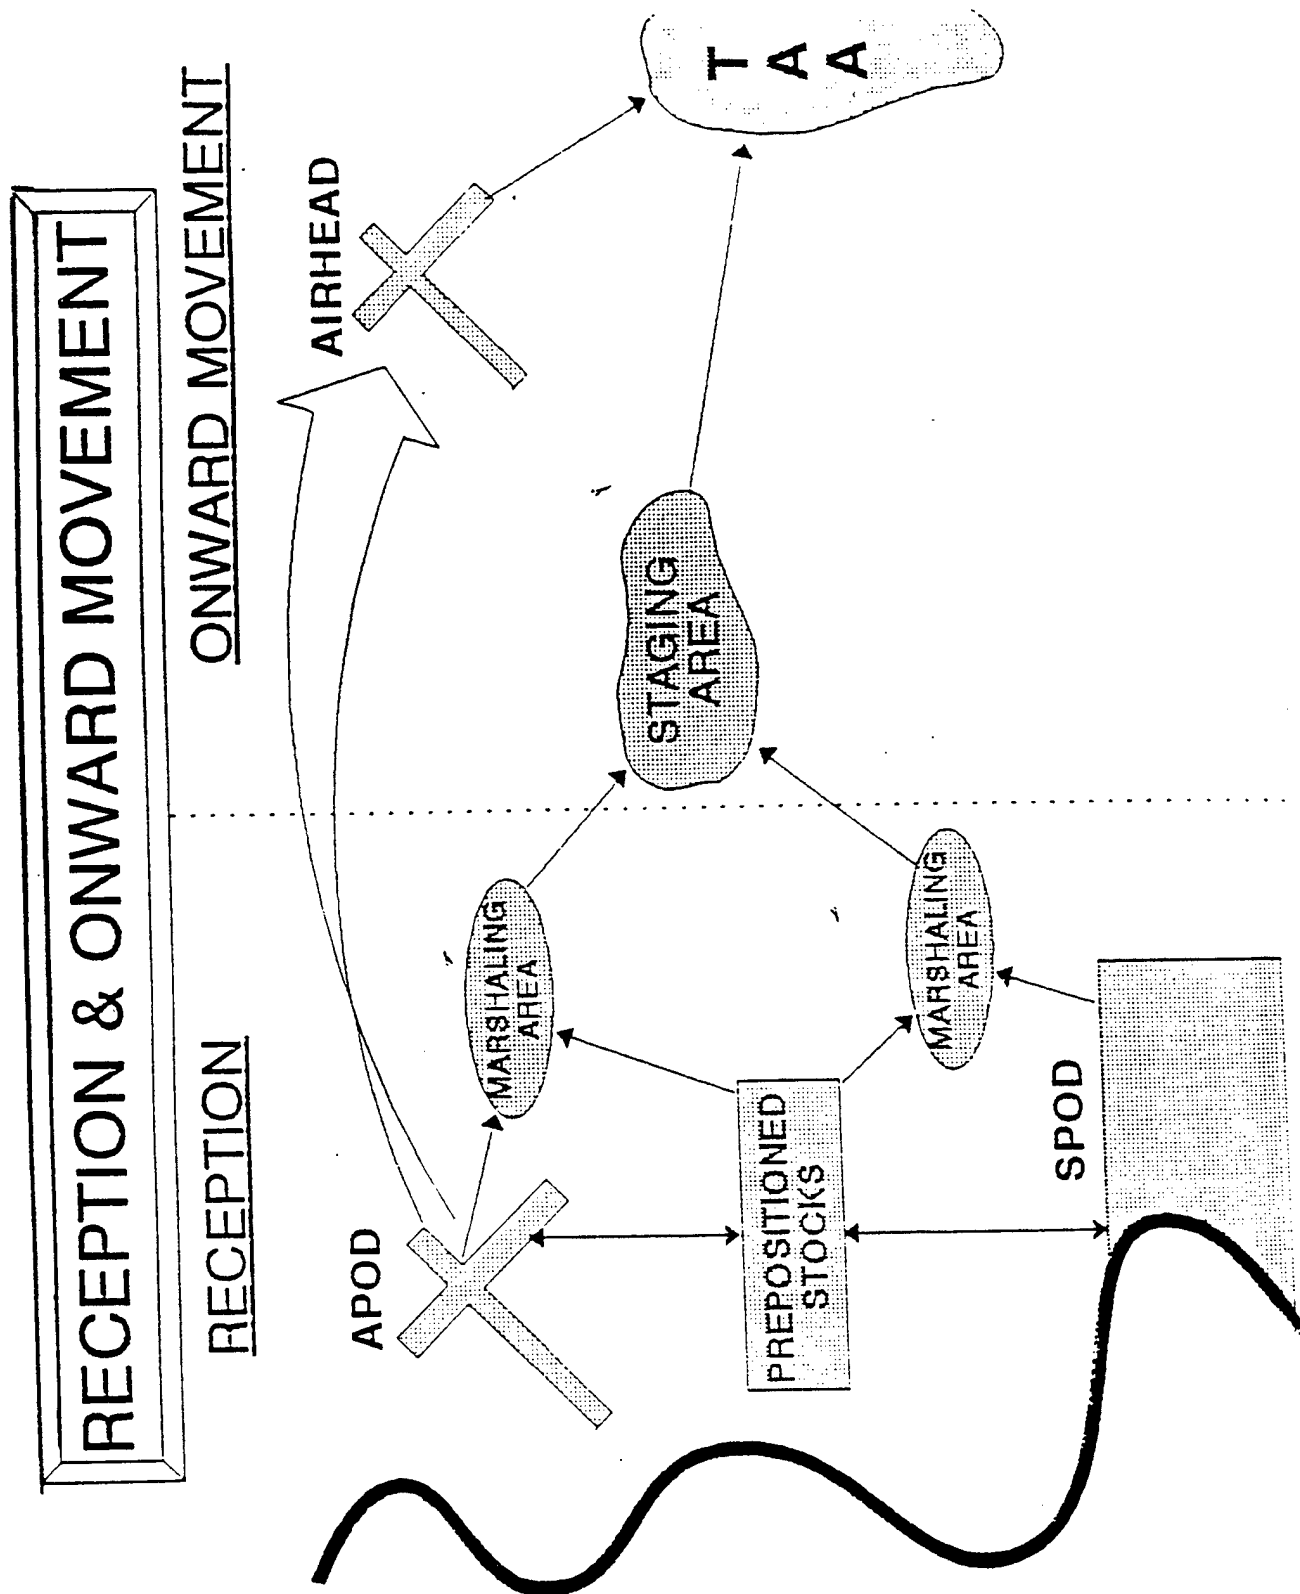 RECEPTION & ONWARD MOVEMENT
RECEPTION
ONWARD MOVEMENT
APOD
AIRHEAD
MARSHALING
AREA
STAGING
AREA
T
A
A
PREPOSITIONED
STOCKS
MARSHALING
AREA
SPOD